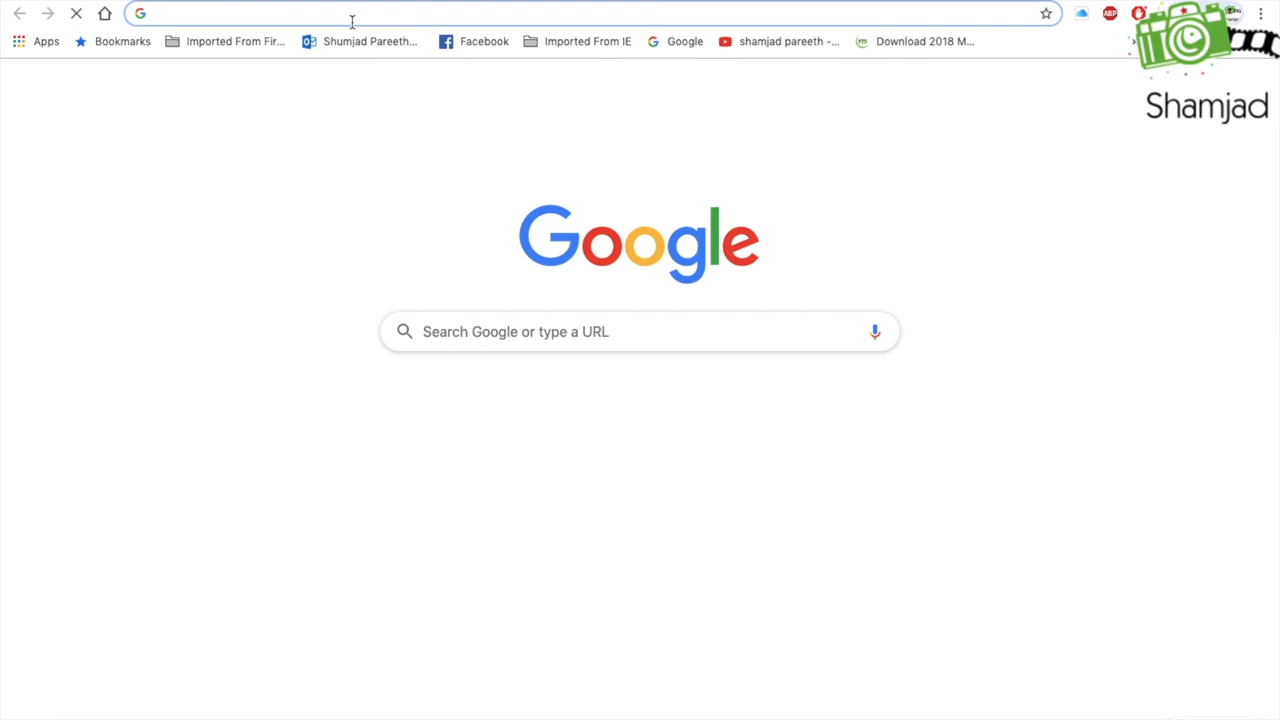 Apps Bookmarks Imported From Fir... Shumjad Pareeth... Facebook Imported From IE Google shamjad pareeth -... Download 2018 M...
ABP
Shamjad
Google
Search Google or type a URL